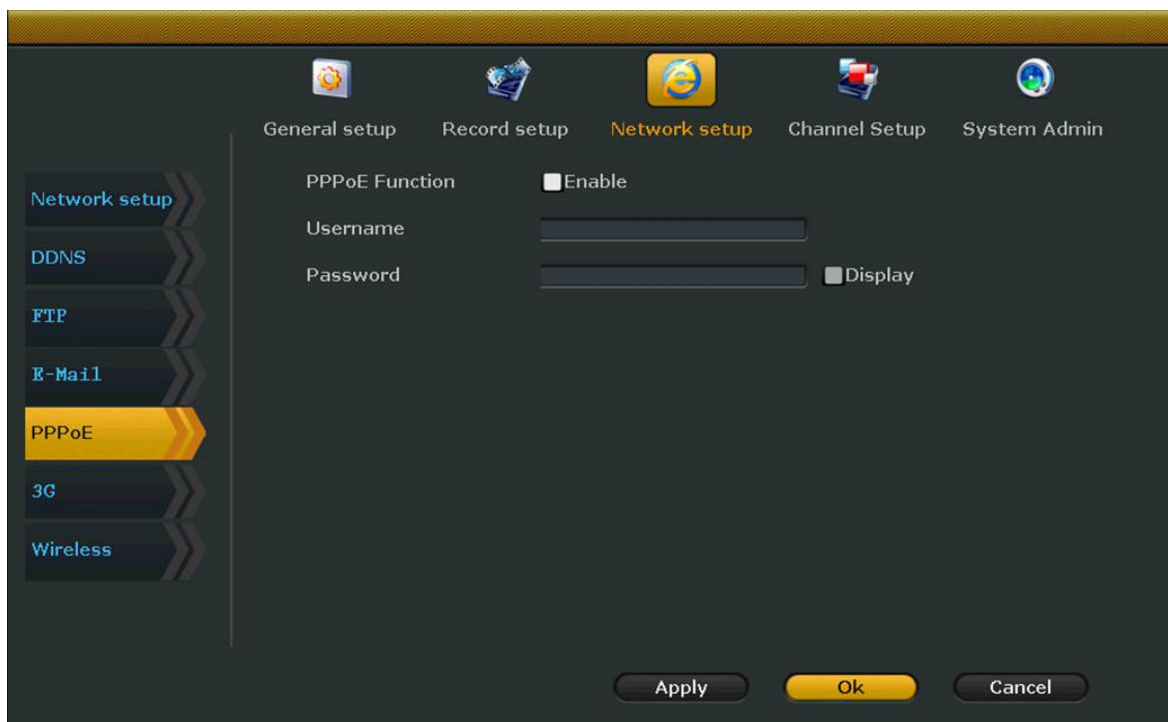 General setup Record setup Network setup Channel Setup System Admin
Network setup
DDNS
FTP
E-Mail
PPPoE
3G
Wireless
PPPoE Function Enable
Username
Password Display
Apply Ok Cancel